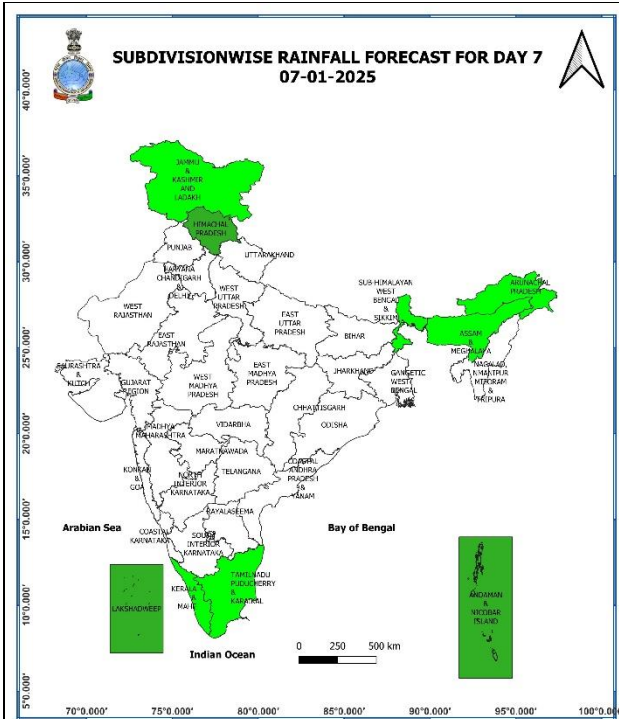 SUBDIVISIONWISE RAINFALL FORECAST FOR DAY 7
07-01-2025
40°0.000'
35°0.000'
30°0.000'
25°0.000'
20°0.000'
15°0.000'
10°0.000'
5°0.000'
JAMMU
&
KASHMIR
AND
LADAKH
HIMACHAL
PRADESH
PUNJAB
UTTARAKHAND
HARYANA
CHANDIGARH
&
DELHI
WEST
UTTAR
PRADESH
SUB-HIMALAYAN
WEST
BENGAL
&
SIKKIM
ARUNACHAL
PRADESH
WEST
RAJASTHAN
EAST
UTTAR
PRADESH
EAST
RAJASTHAN
BIHAR
ASSAM
&
MEGHALAYA
SAURASHTRA
&
KUTCH
GUJARAT
REGION
WEST
MADHYA
PRADESH
EAST
MADHYA
PRADESH
JHARKHAND
GANGETIC
WEST
BENGAL
NAGALAD
MANIPUR
MIZORAM
&
TRIPURA
CHHATTISGARH
ODISHA
MADHYA
MAHARASHTRA
VIDARBHA
MARATHWADA
KONKAN
&
GOA
NORTH
INTERIOR
KARNATAKA
TELANGANA
COASTAL
ANDHRA
PRADESH
&
YANAM
RAYALASEEMA
Arabian Sea
Bay of Bengal
COASTAL
KARNATAKA
SOUTH
INTERIOR
KARNATAKA
LAKSHADWEEP
KERALA
&
MAHE
TAMILNADU
PUDUCHERRY
&
KARAIKAL
ANDAMAN
&
NICOBAR
ISLAND
Indian Ocean
0 250 500 km
70°0.000' 75°0.000' 80°0.000' 85°0.000' 90°0.000' 95°0.000' 100°0.000'